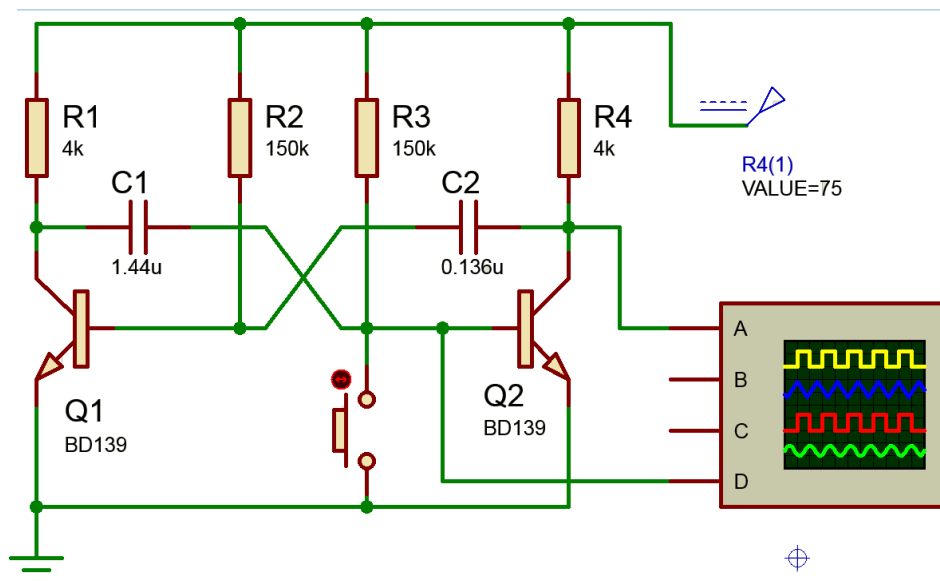 R1
4k
R2
150k
R3
150k
R4
4k
R4(1)
VALUE=75
C1
1.44u
C2
0.136u
A
B
C
D
Q1
BD139
Q2
BD139